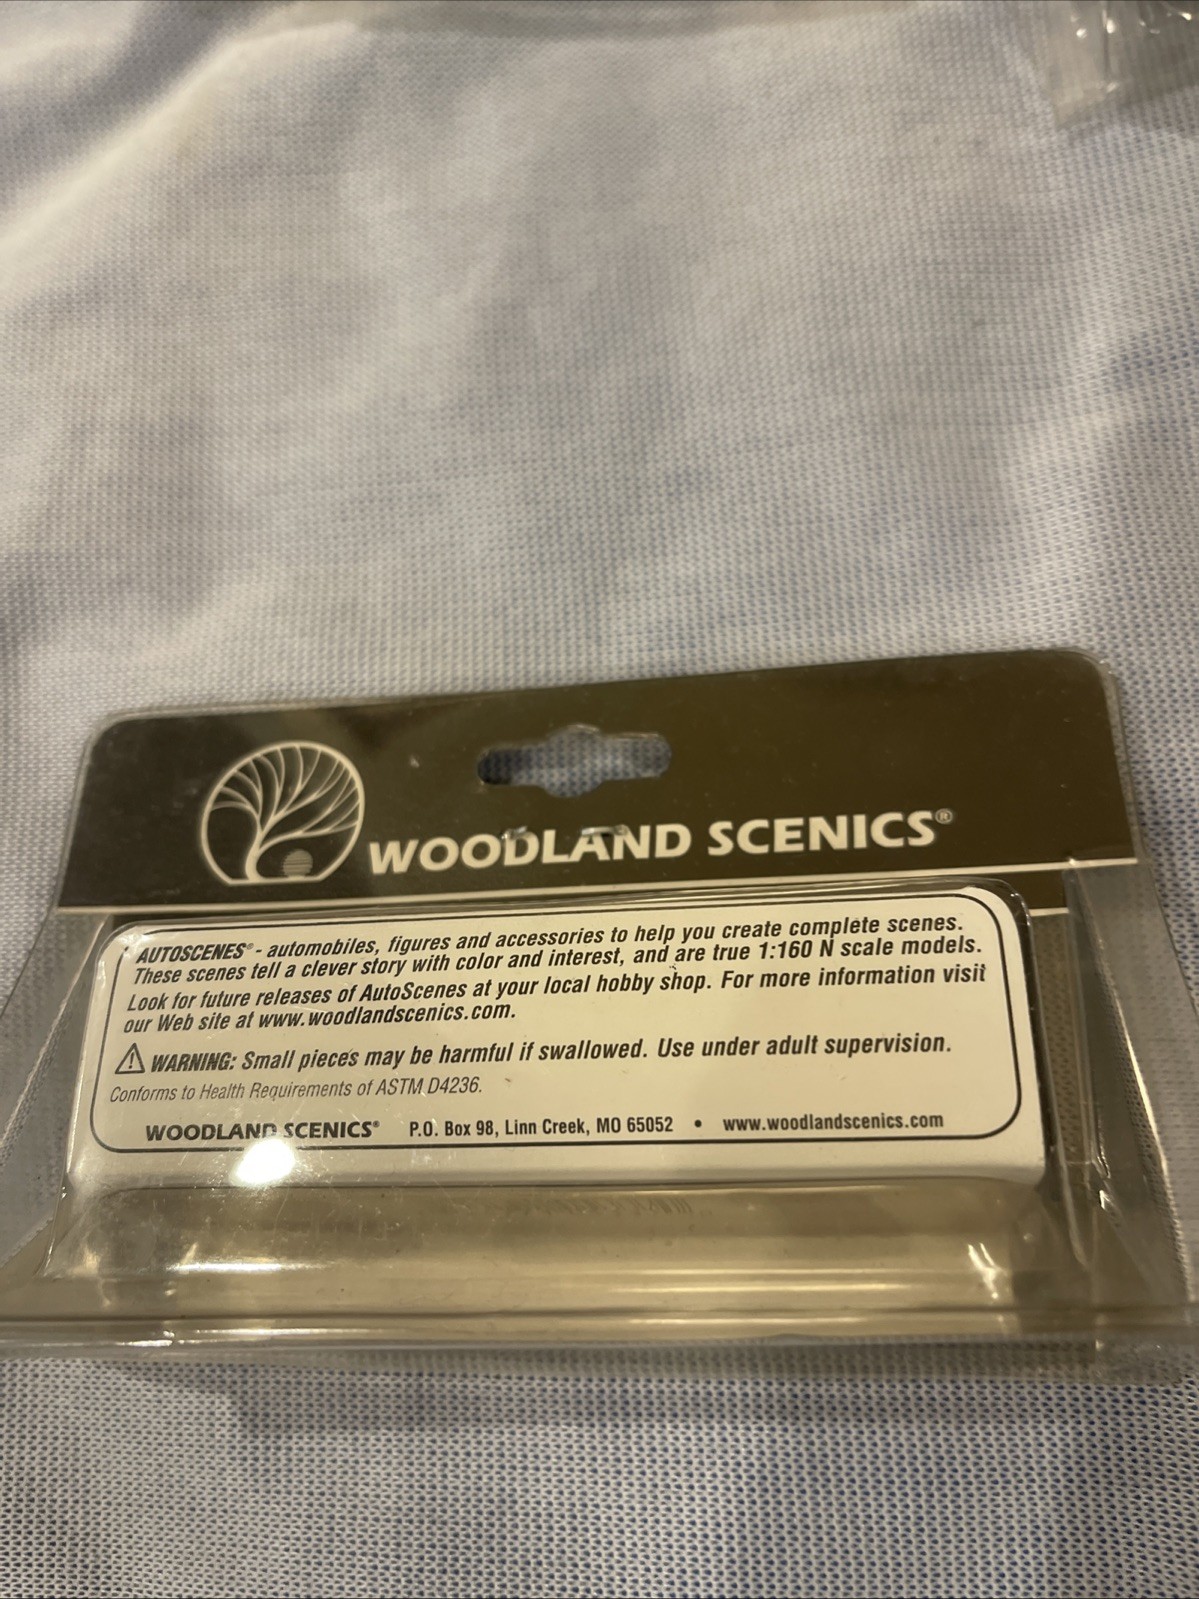 WOODLAND SCENICS®
AUTOSCENES® - automobiles, figures and accessories to help you create complete scenes.
These scenes tell a clever story with color and interest, and are true 1:160 N scale models.
Look for future releases of AutoScenes at your local hobby shop. For more information visit
our Web site at www.woodlandscenics.com.
⚠ WARNING: Small pieces may be harmful if swallowed. Use under adult supervision.
Conforms to Health Requirements of ASTM D4236.
WOODLAND SCENICS® P.O. Box 98, Linn Creek, MO 65052 • www.woodlandscenics.com